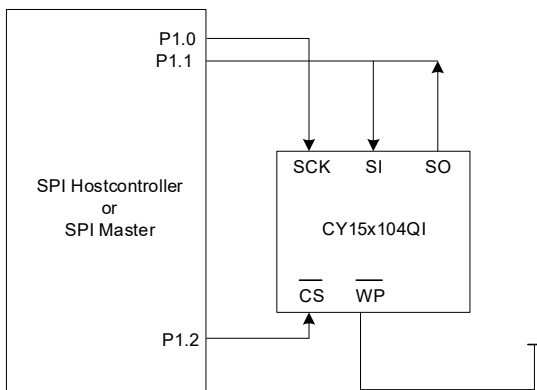 P1.0
P1.1
SCK SI SO
SPI Hostcontroller
or
SPI Master
CY15x104QI
CS WP
P1.2